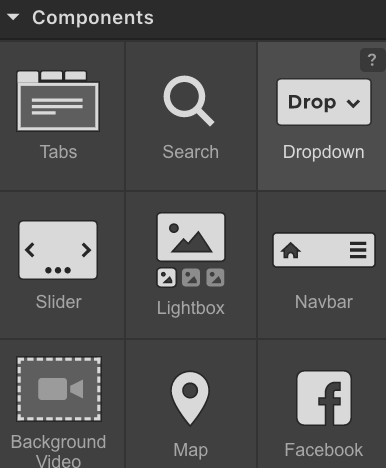 Components
?
Drop
Tabs
Search
Dropdown
Slider
Lightbox
Navbar
Background
Video
Map
Facebook